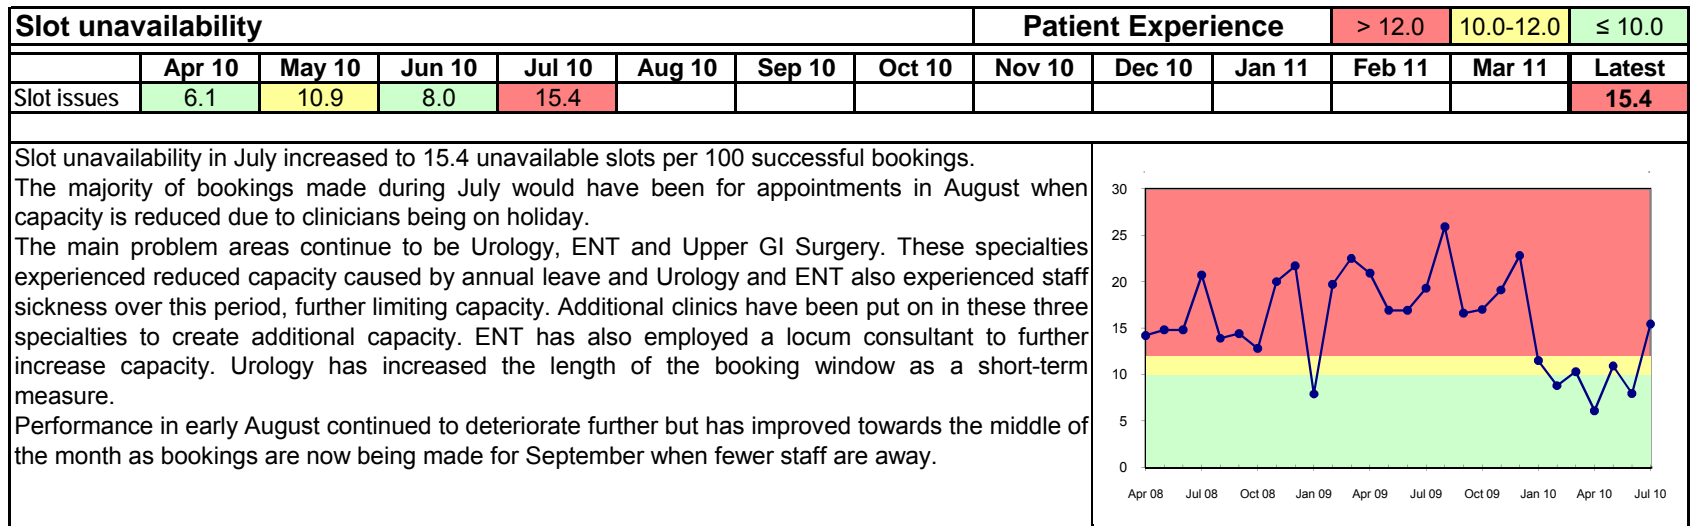 Slot unavailability Patient Experience > 12.0 10.0-12.0 ≤ 10.0
Apr 10 May 10 Jun 10 Jul 10 Aug 10 Sep 10 Oct 10 Nov 10 Dec 10 Jan 11 Feb 11 Mar 11 Latest
Slot issues 6.1 10.9 8.0 15.4 15.4
Slot unavailability in July increased to 15.4 unavailable slots per 100 successful bookings.
The majority of bookings made during July would have been for appointments in August when
capacity is reduced due to clinicians being on holiday.
The main problem areas continue to be Urology, ENT and Upper GI Surgery. These specialties
experienced reduced capacity caused by annual leave and Urology and ENT also experienced staff
sickness over this period, further limiting capacity. Additional clinics have been put on in these three
specialties to create additional capacity. ENT has also employed a locum consultant to further
increase capacity. Urology has increased the length of the booking window as a short-term
measure.
Performance in early August continued to deteriorate further but has improved towards the middle of
the month as bookings are now being made for September when fewer staff are away.
30
25
20
15
10
5
0
Apr 08 Jul 08 Oct 08 Jan 09 Apr 09 Jul 09 Oct 09 Jan 10 Apr 10 Jul 10